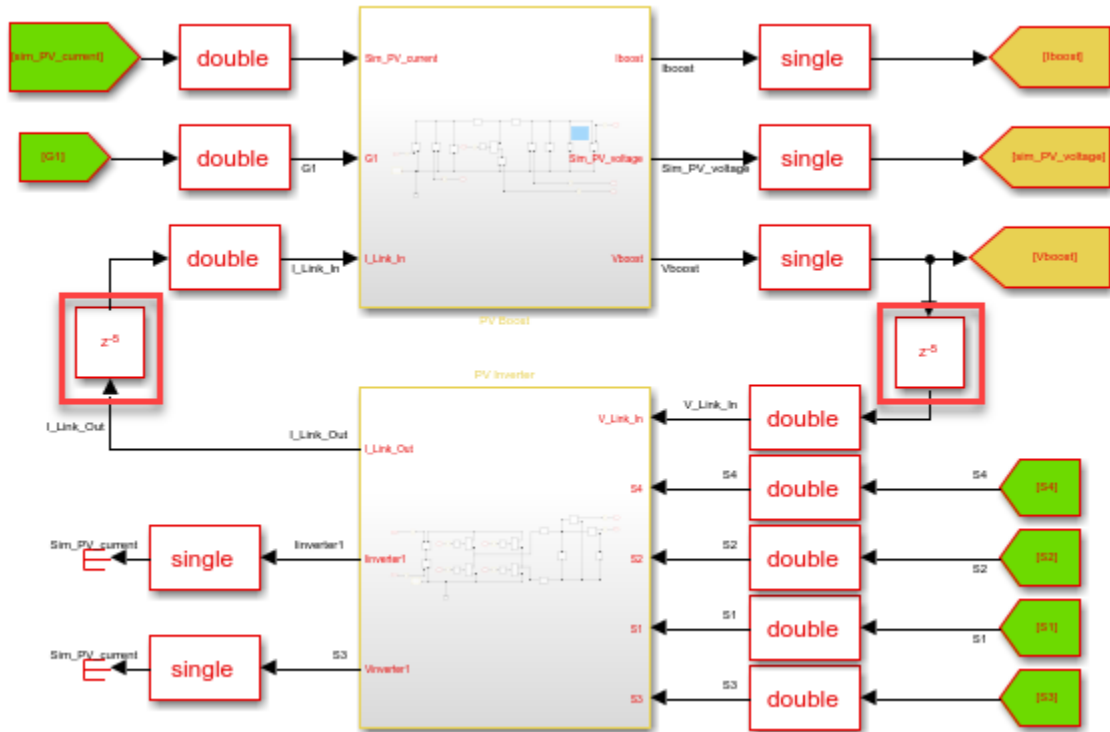 [sim_PV_current]
double
Sim_PV_current
Iboost
Iboost
single
[Iboost]
[G1]
double
G1
G1
Sim_PV_voltage
Sim_PV_voltage
single
[sim_PV_voltage]
double
I_Link_In
I_Link_In
Vboost
Vboost
single
[Vboost]
z-5
PV Boost
z-5
PV Inverter
I_Link_Out
I_Link_Out
I_Link_Out
V_Link_In
V_Link_In
double
S4
S4
double
S4
[S4]
Sim_PV_current
single
Iinverter1
Iinverter1
S2
S2
double
S2
[S2]
S1
S1
double
S1
[S1]
Sim_PV_current
single
S3
Vinverter1
S3
S3
double
[S3]